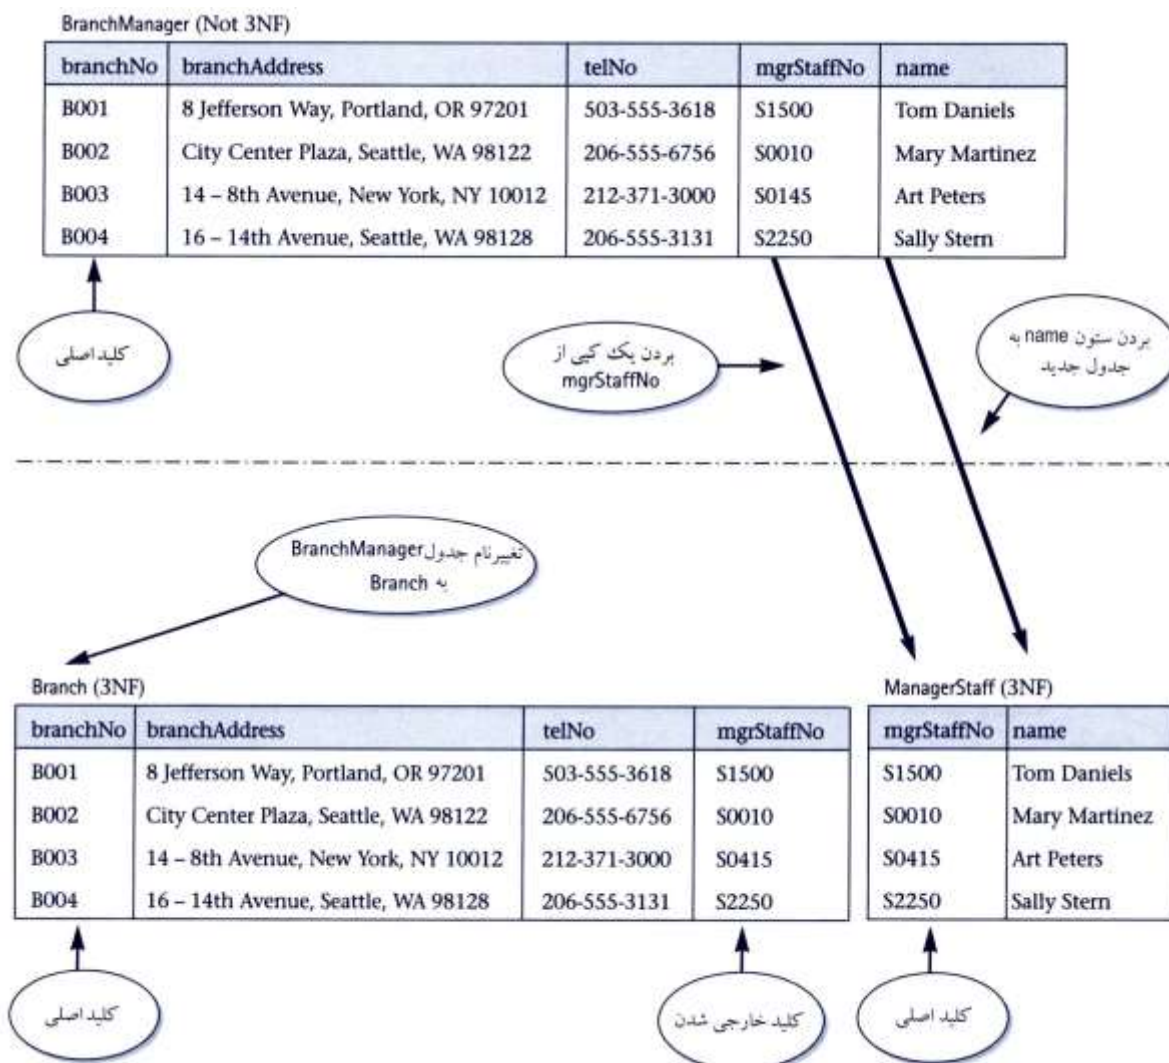 BranchManager (Not 3NF)
branchNo branchAddress telNo mgrStaffNo name
B001 8 Jefferson Way, Portland, OR 97201 503-555-3618 S1500 Tom Daniels
B002 City Center Plaza, Seattle, WA 98122 206-555-6756 S0010 Mary Martinez
B003 14 – 8th Avenue, New York, NY 10012 212-371-3000 S0145 Art Peters
B004 16 – 14th Avenue, Seattle, WA 98128 206-555-3131 S2250 Sally Stern
کلید اصلی
بردن یک کپی از
mgrStaffNo
بردن ستون name به
جدول جدید
تغییرنام جدول BranchManager
به Branch
Branch (3NF)
branchNo branchAddress telNo mgrStaffNo
B001 8 Jefferson Way, Portland, OR 97201 503-555-3618 S1500
B002 City Center Plaza, Seattle, WA 98122 206-555-6756 S0010
B003 14 – 8th Avenue, New York, NY 10012 212-371-3000 S0415
B004 16 – 14th Avenue, Seattle, WA 98128 206-555-3131 S2250
ManagerStaff (3NF)
mgrStaffNo name
S1500 Tom Daniels
S0010 Mary Martinez
S0415 Art Peters
S2250 Sally Stern
کلید اصلی
کلید خارجی شدن
کلید اصلی